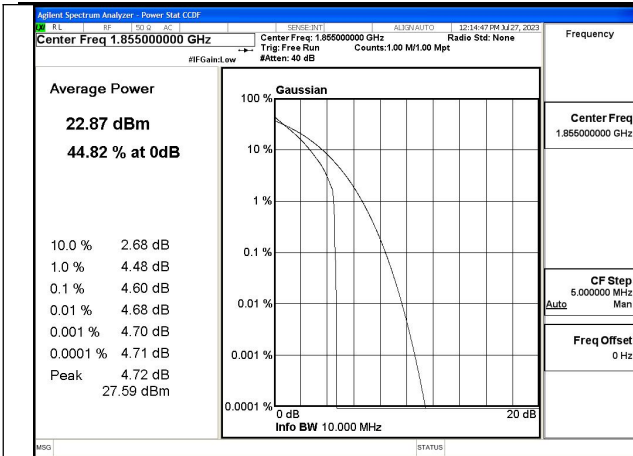 Agilent Spectrum Analyzer - Power Stat CCDF
RL RF 50 Ω AC SENSE:INT ALIGN AUTO 12:14:47 PM Jul 27, 2023
Center Freq 1.855000000 GHz
Center Freq: 1.855000000 GHz Radio Std: None
Trig: Free Run Counts:1.00 M/1.00 Mpt
#IFGain:Low #Atten: 40 dB
Frequency
Average Power
22.87 dBm
44.82 % at 0dB
10.0 % 2.68 dB
1.0 % 4.48 dB
0.1 % 4.60 dB
0.01 % 4.68 dB
0.001 % 4.70 dB
0.0001 % 4.71 dB
Peak 4.72 dB
27.59 dBm
Gaussian
100 %
10 %
1 %
0.1 %
0.01 %
0.001 %
0.0001 %
0 dB 20 dB
Info BW 10.000 MHz
Center Freq
1.855000000 GHz
CF Step
5.000000 MHz
Auto Man
Freq Offset
0 Hz
MSG STATUS